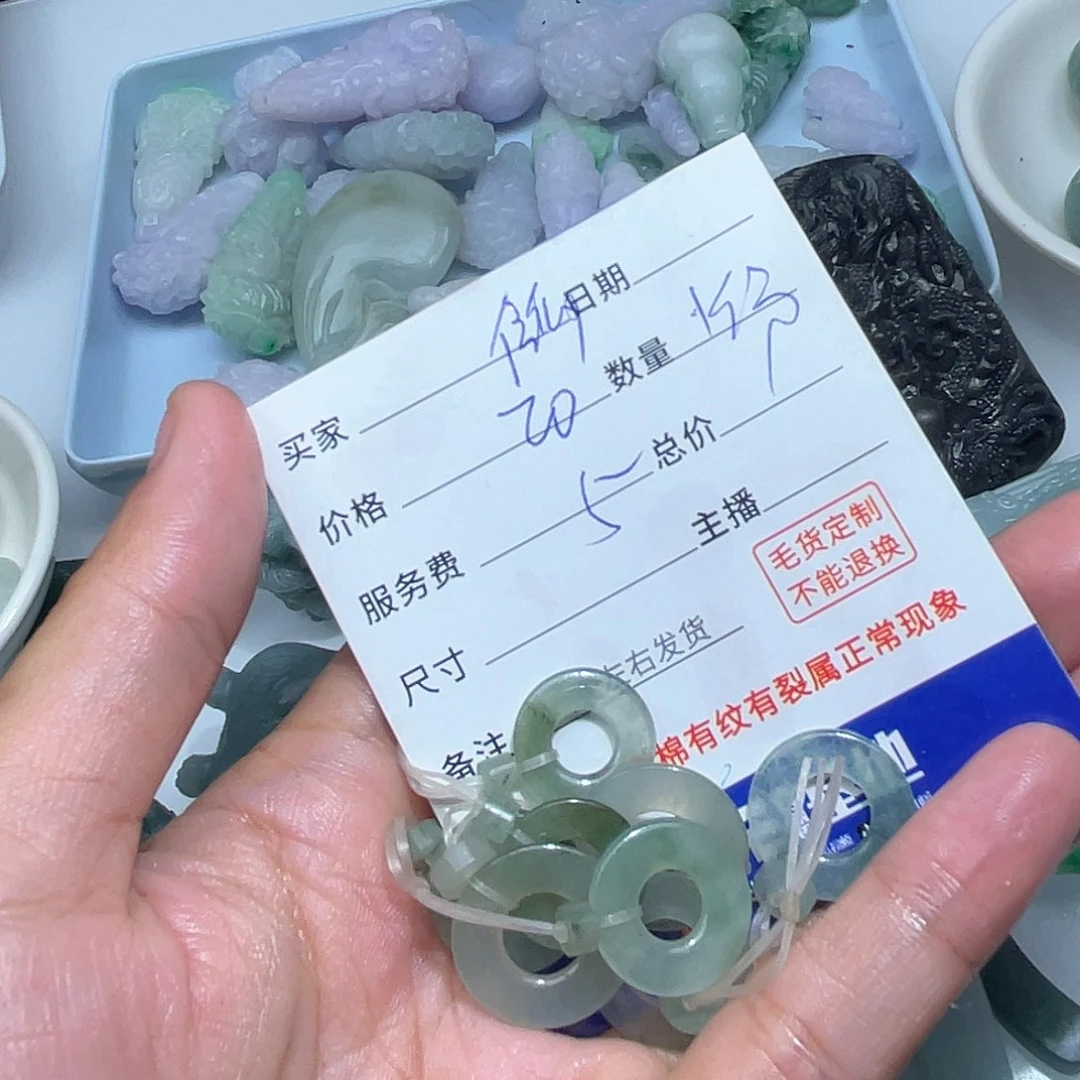 买家 日期
价格 20 数量
服务费 5 总价
尺寸 主播
毛货定制
不能退换
备注 左右发货
棉有纹有裂属正常现象